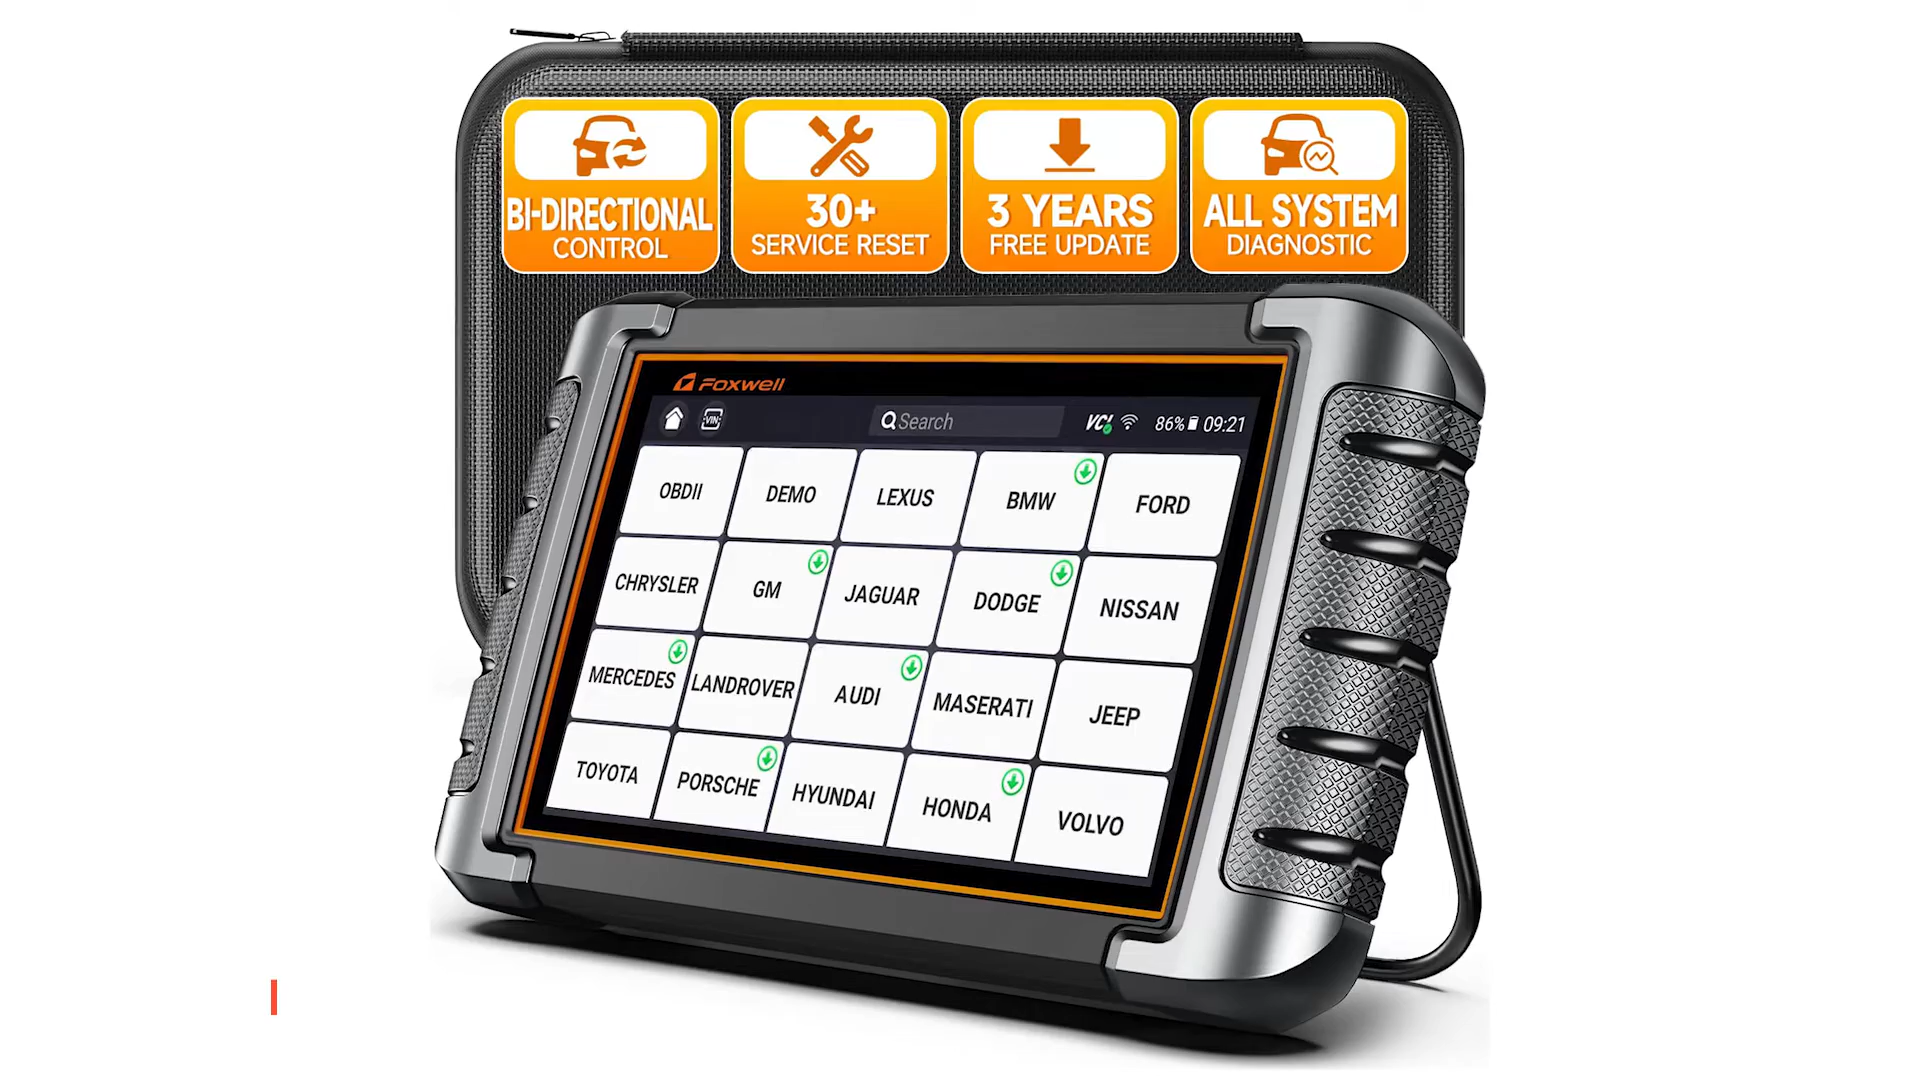 BI-DIRECTIONAL
CONTROL
30+
SERVICE RESET
3 YEARS
FREE UPDATE
ALL SYSTEM
DIAGNOSTIC
FOXWELL
VIN
Search
VCI
86% 09:21
OBDII
DEMO
LEXUS
BMW
FORD
CHRYSLER
GM
JAGUAR
DODGE
NISSAN
MERCEDES
LANDROVER
AUDI
MASERATI
JEEP
TOYOTA
PORSCHE
HYUNDAI
HONDA
VOLVO